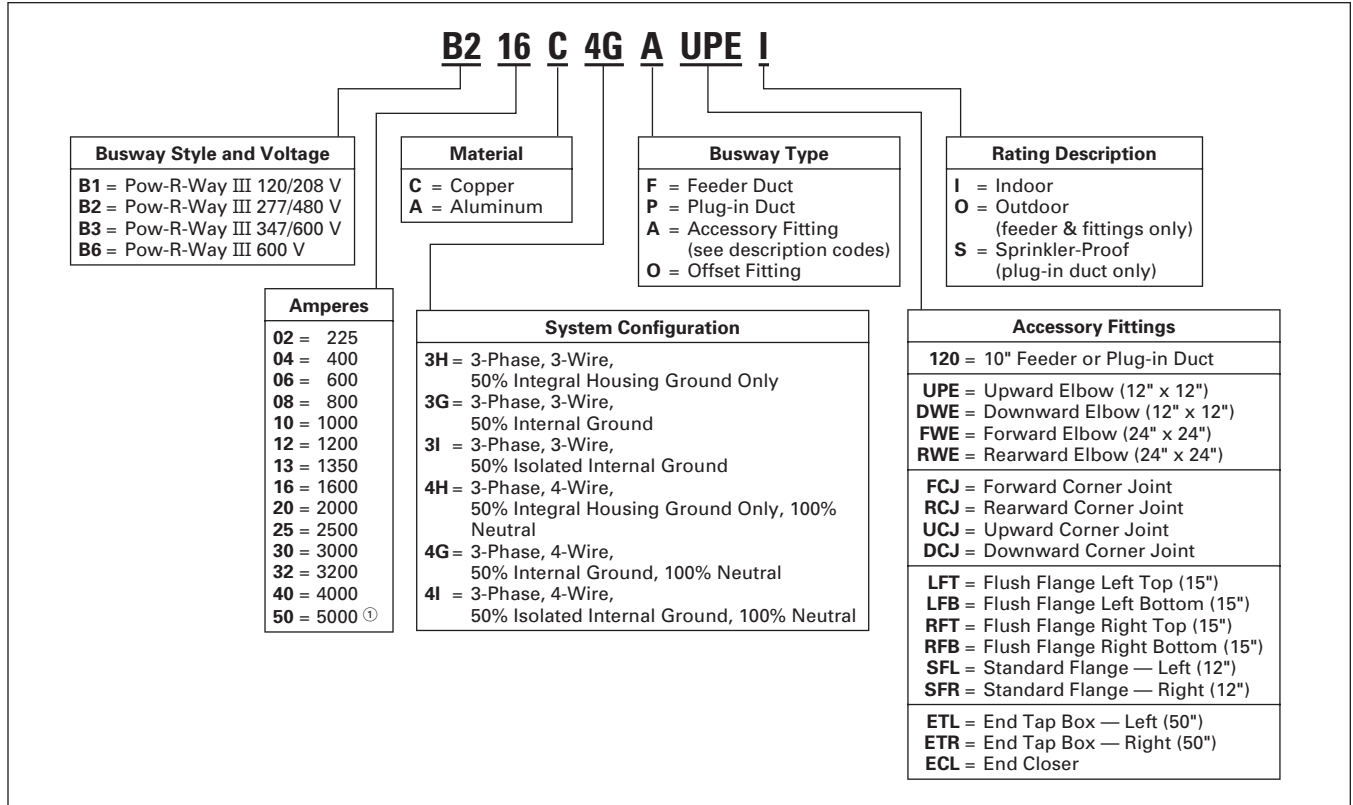 B2 16 C 4G A UPE I
Busway Style and Voltage
B1 = Pow-R-Way III 120/208 V
B2 = Pow-R-Way III 277/480 V
B3 = Pow-R-Way III 347/600 V
B6 = Pow-R-Way III 600 V
Material
C = Copper
A = Aluminum
Busway Type
F = Feeder Duct
P = Plug-in Duct
A = Accessory Fitting
(see description codes)
O = Offset Fitting
Rating Description
I = Indoor
O = Outdoor
(feeder & fittings only)
S = Sprinkler-Proof
(plug-in duct only)
Amperes
02 = 225
04 = 400
06 = 600
08 = 800
10 = 1000
12 = 1200
13 = 1350
16 = 1600
20 = 2000
25 = 2500
30 = 3000
32 = 3200
40 = 4000
50 = 5000 ①
System Configuration
3H = 3-Phase, 3-Wire,
50% Integral Housing Ground Only
3G = 3-Phase, 3-Wire,
50% Internal Ground
3I = 3-Phase, 3-Wire,
50% Isolated Internal Ground
4H = 3-Phase, 4-Wire,
50% Integral Housing Ground Only, 100%
Neutral
4G = 3-Phase, 4-Wire,
50% Internal Ground, 100% Neutral
4I = 3-Phase, 4-Wire,
50% Isolated Internal Ground, 100% Neutral
Accessory Fittings
120 = 10" Feeder or Plug-in Duct
UPE = Upward Elbow (12" x 12")
DWE = Downward Elbow (12" x 12")
FWE = Forward Elbow (24" x 24")
RWE = Rearward Elbow (24" x 24")
FCJ = Forward Corner Joint
RCJ = Rearward Corner Joint
UCJ = Upward Corner Joint
DCJ = Downward Corner Joint
LFT = Flush Flange Left Top (15")
LFB = Flush Flange Left Bottom (15")
RFT = Flush Flange Right Top (15")
RFB = Flush Flange Right Bottom (15")
SFL = Standard Flange — Left (12")
SFR = Standard Flange — Right (12")
ETL = End Tap Box — Left (50")
ETR = End Tap Box — Right (50")
ECL = End Closer